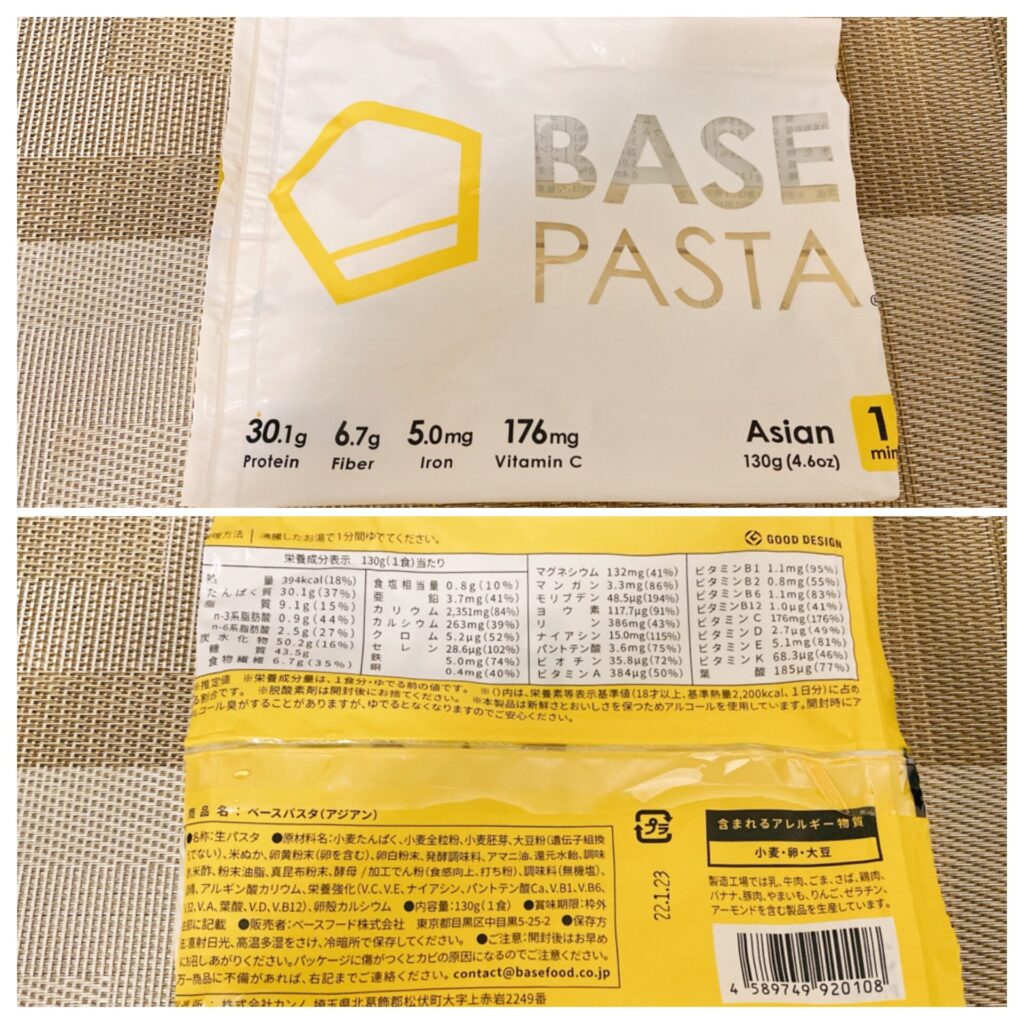 BASE
PASTA
30.1g 6.7g 5.0mg 176mg
Protein Fiber Iron Vitamin C
Asian
130g (4.6oz)
1
min
理方法 | 沸騰したお湯で1分間ゆでてください。
GOOD DESIGN
栄養成分表示 130g(1食)当たり
量 394kcal(18%)
たんぱく質 30.1g(37%)
脂質 9.1g(15%)
n-3系脂肪酸 0.9g(44%)
n-6系脂肪酸 2.5g(27%)
炭水化物 50.2g(16%)
糖質 43.5g
食物繊維 6.7g(35%)
食塩相当量 0.8g(10%)
亜鉛 3.7mg(41%)
カリウム 2,351mg(84%)
カルシウム 263mg(39%)
クロム 5.2μg(52%)
セレン 28.6μg(102%)
鉄 5.0mg(74%)
銅 0.4mg(40%)
マグネシウム 132mg(41%)
マンガン 3.3mg(86%)
モリブデン 48.5μg(194%)
ヨウ素 117.7μg(91%)
リン 386mg(43%)
ナイアシン 15.0mg(115%)
パントテン酸 3.6mg(75%)
ビオチン 35.8μg(72%)
ビタミンA 384μg(50%)
ビタミンB1 1.1mg(95%)
ビタミンB2 0.8mg(55%)
ビタミンB6 1.1mg(83%)
ビタミンB12 1.0μg(41%)
ビタミンC 176mg(176%)
ビタミンD 2.7μg(49%)
ビタミンE 5.1mg(81%)
ビタミンK 68.3μg(46%)
葉酸 185μg(77%)
※推定値 ※栄養成分量は、1食分・ゆでる前の値です。 ※()内は、栄養素等表示基準値(18才以上、基準熱量2,200kcal、1日分)に占め
る割合です。 ※脱酸素剤は開封後にお捨てください。 ※本製品は新鮮さとおいしさを保つためアルコールを使用しています。開封時にア
ルコール臭がすることがありますが、ゆでるとなくなりますのでご安心ください。
商品名:ベースパスタ(アジアン)
●名称:生パスタ ●原材料名:小麦たんぱく、小麦全粒粉、小麦胚芽、大豆粉(遺伝子組換
えでない)、米ぬか、卵黄粉末(卵を含む)、卵白粉末、発酵調味料、アマニ油、還元水飴、調味
米酢、粉末油脂、真昆布粉末、酵母/加工でん粉(食感向上、打ち粉)、調味料(無機塩)、
、アルギン酸カリウム、栄養強化(V.C、V.E、ナイアシン、パントテン酸Ca、V.B1、V.B6、
V.A、葉酸、V.D、V.B12)、卵殻カルシウム ●内容量:130g(1食) ●賞味期限:枠外
に記載 ●販売者:ベースフード株式会社 東京都目黒区中目黒5-25-2 ●保存方
直射日光、高温多湿をさけ、冷暗所で保存してください。 ●ご注意:開封後はお早め
にお召しあがりください。パッケージに傷がつくとカビの原因になるのでご注意ください。
万一商品に不備があれば、右記までご連絡ください。contact@basefood.co.jp
所:株式会社カンノ 埼玉県北葛飾郡松伏町大字上赤岩2249番
プラ
22.1.23
含まれるアレルギー物質
小麦・卵・大豆
製造工場では乳、牛肉、ごま、さば、鶏肉、
バナナ、豚肉、やまいも、りんご、ゼラチン、
アーモンドを含む製品を生産しています。
4 589749 920108